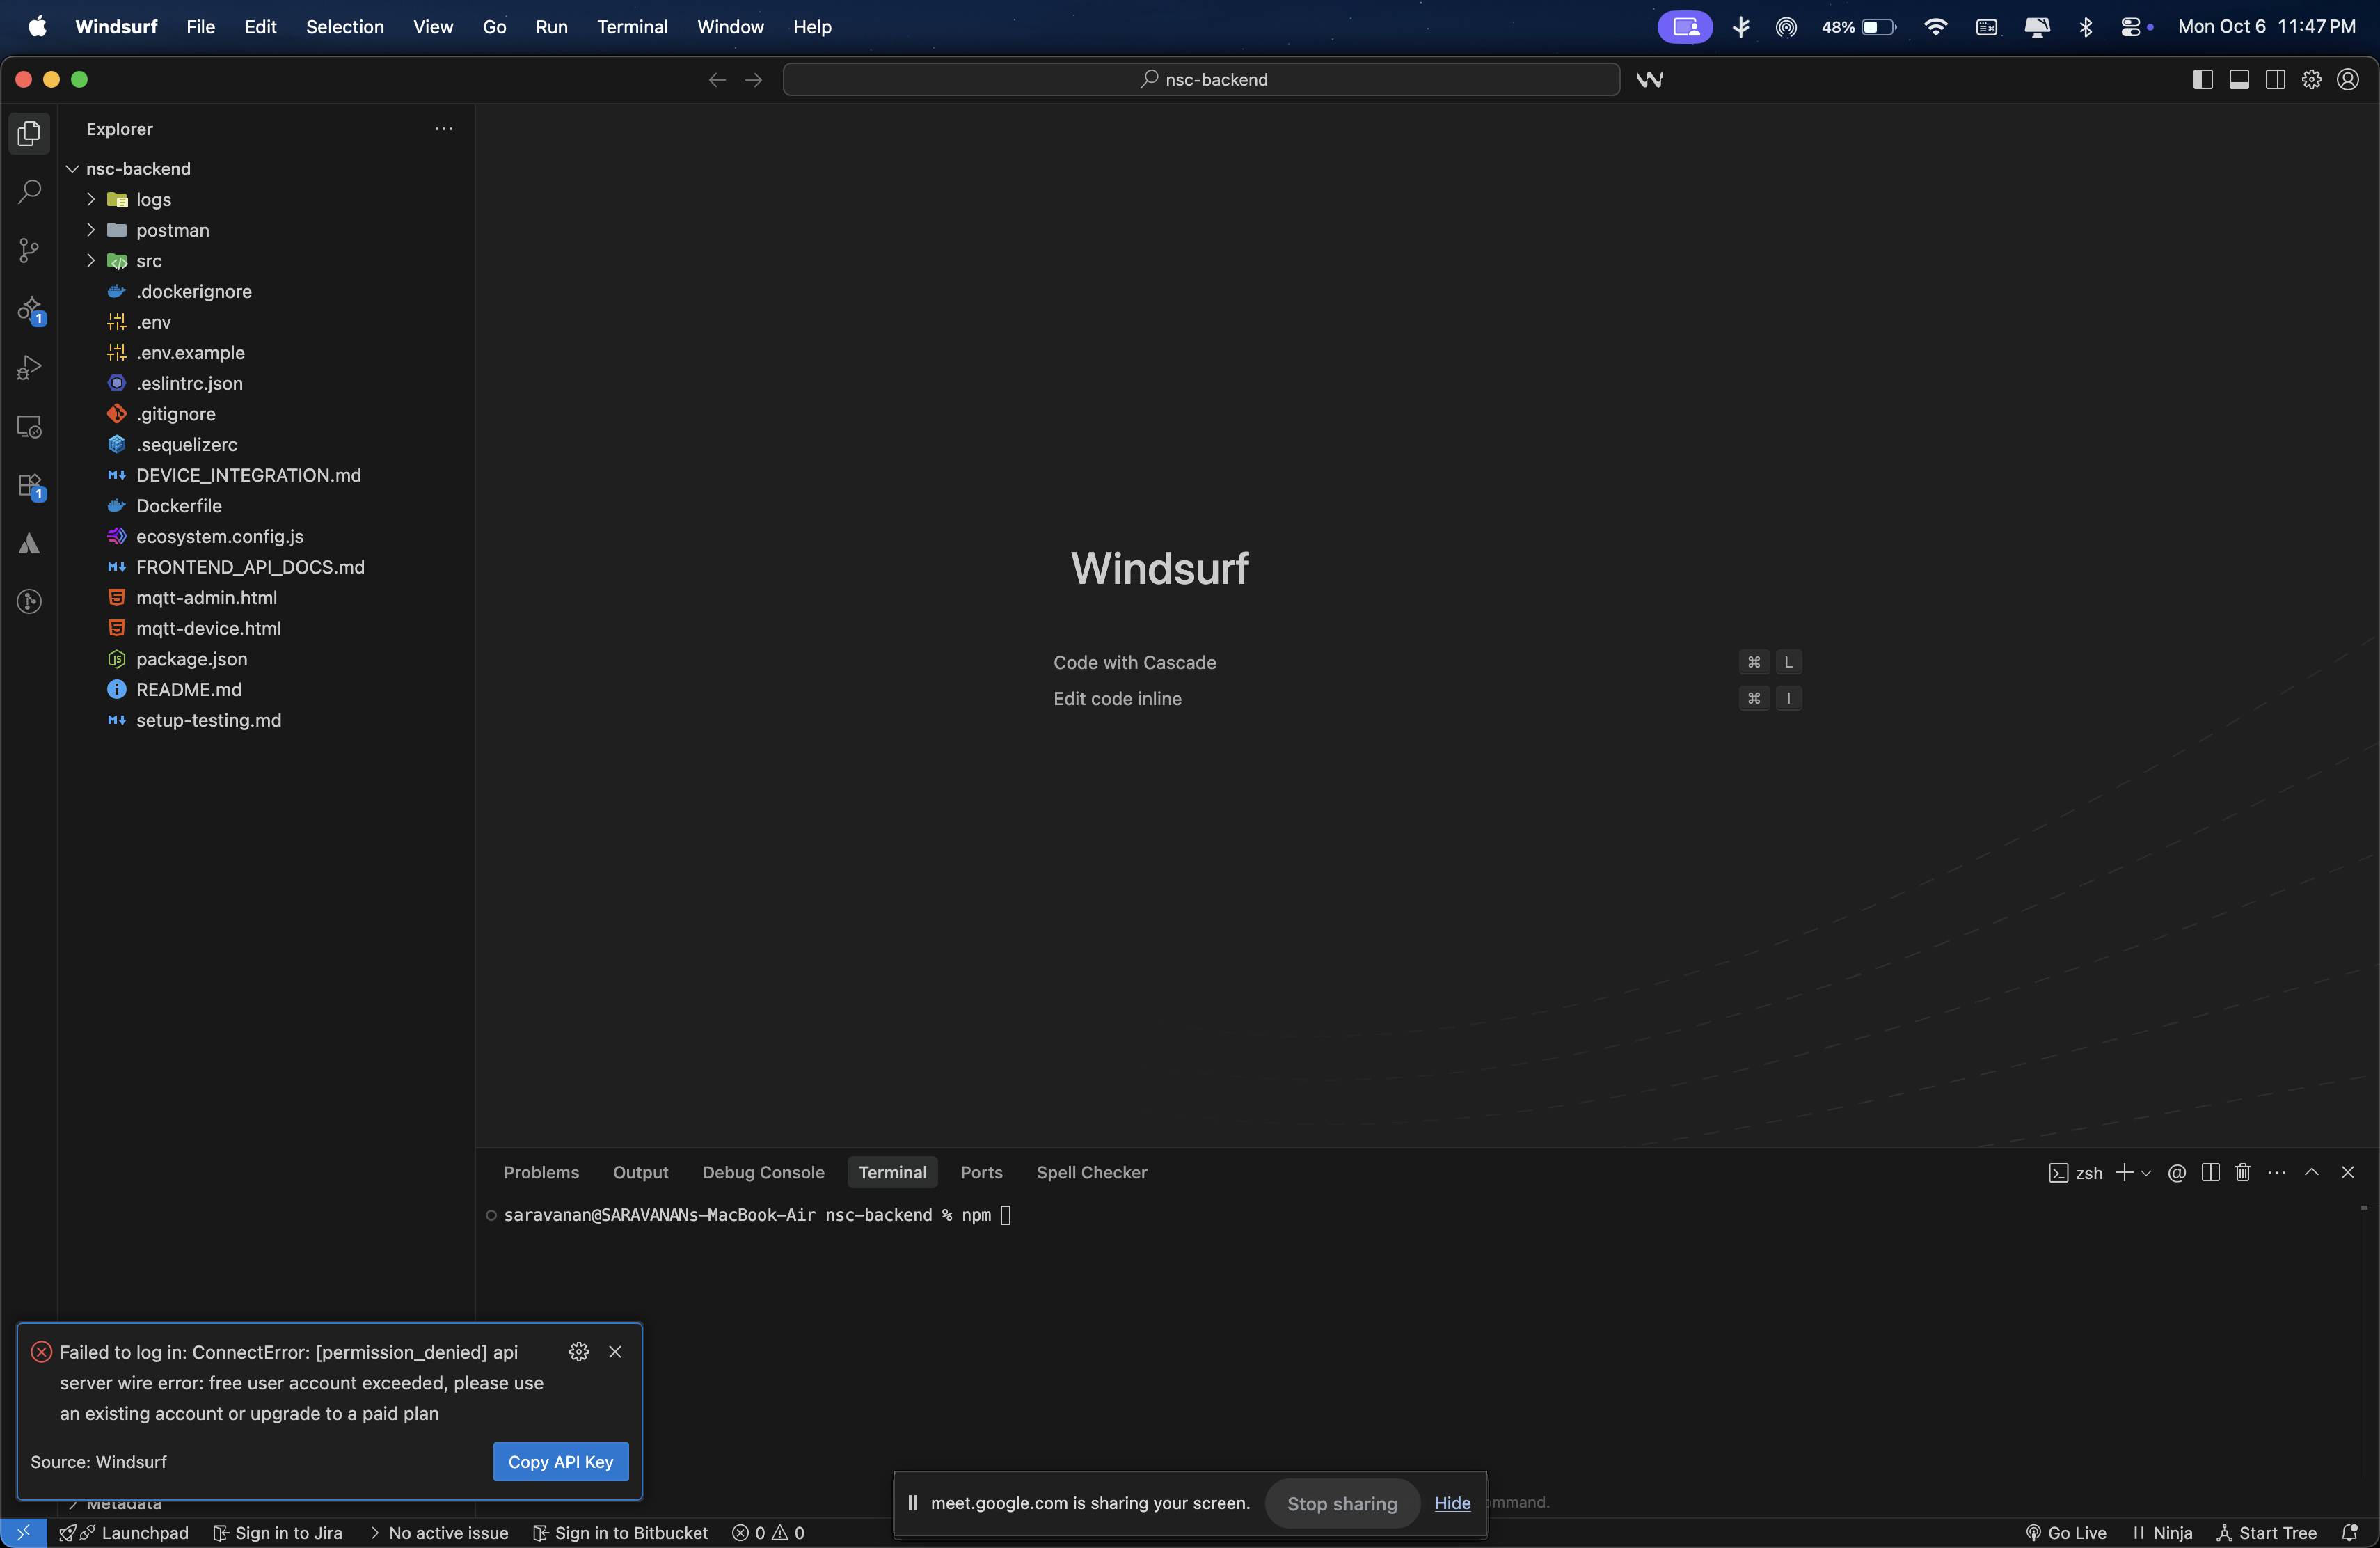 Windsurf File Edit Selection View Go Run Terminal Window Help 48% Mon Oct 6 11:47 PM
nsc-backend
Explorer
nsc-backend
logs
postman
src
.dockerignore
.env
.env.example
.eslintrc.json
.gitignore
.sequelizerc
DEVICE_INTEGRATION.md
Dockerfile
ecosystem.config.js
FRONTEND_API_DOCS.md
mqtt-admin.html
mqtt-device.html
package.json
README.md
setup-testing.md
1
1
Windsurf
Code with Cascade ⌘ L
Edit code inline ⌘ I
Problems Output Debug Console Terminal Ports Spell Checker zsh
saravanan@SARAVANANs-MacBook-Air nsc-backend % npm
Failed to log in: ConnectError: [permission_denied] api
server wire error: free user account exceeded, please use
an existing account or upgrade to a paid plan
Source: Windsurf Copy API Key
Metadata
meet.google.com is sharing your screen. Stop sharing Hide
Launchpad Sign in to Jira No active issue Sign in to Bitbucket 0 0 Go Live Ninja Start Tree